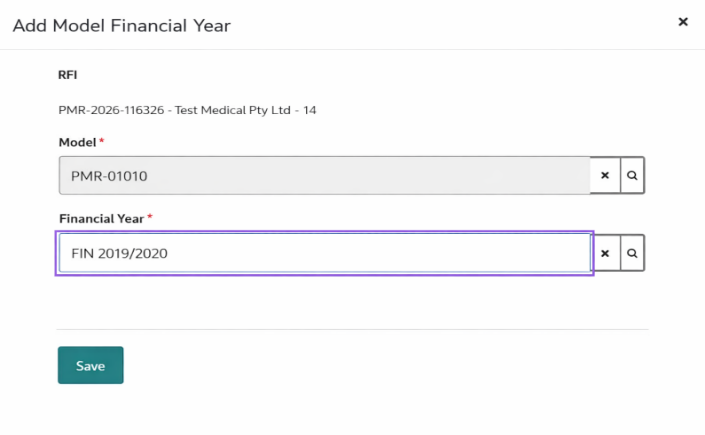 Add Model Financial Year
RFI
PMR-2026-116326 - Test Medical Pty Ltd - 14
Model *
PMR-01010
Financial Year *
FIN 2019/2020
Save